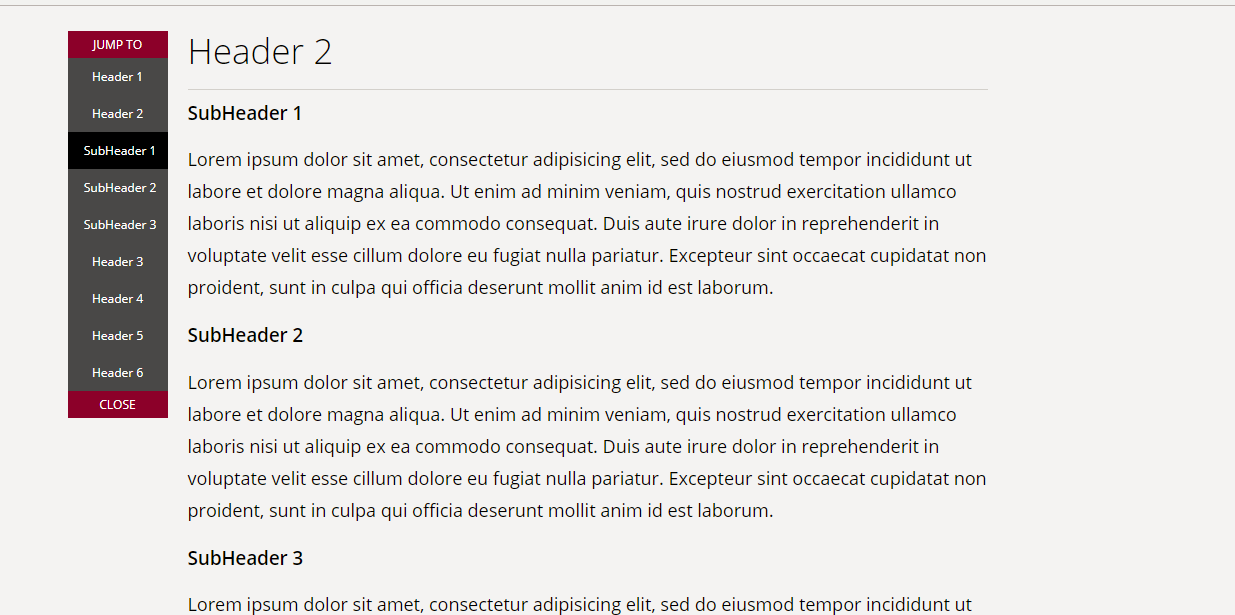 JUMP TO
Header 1
Header 2
SubHeader 1
SubHeader 2
SubHeader 3
Header 3
Header 4
Header 5
Header 6
CLOSE
Header 2
SubHeader 1
Lorem ipsum dolor sit amet, consectetur adipisicing elit, sed do eiusmod tempor incididunt ut
labore et dolore magna aliqua. Ut enim ad minim veniam, quis nostrud exercitation ullamco
laboris nisi ut aliquip ex ea commodo consequat. Duis aute irure dolor in reprehenderit in
voluptate velit esse cillum dolore eu fugiat nulla pariatur. Excepteur sint occaecat cupidatat non
proident, sunt in culpa qui officia deserunt mollit anim id est laborum.
SubHeader 2
Lorem ipsum dolor sit amet, consectetur adipisicing elit, sed do eiusmod tempor incididunt ut
labore et dolore magna aliqua. Ut enim ad minim veniam, quis nostrud exercitation ullamco
laboris nisi ut aliquip ex ea commodo consequat. Duis aute irure dolor in reprehenderit in
voluptate velit esse cillum dolore eu fugiat nulla pariatur. Excepteur sint occaecat cupidatat non
proident, sunt in culpa qui officia deserunt mollit anim id est laborum.
SubHeader 3
Lorem ipsum dolor sit amet, consectetur adipisicing elit, sed do eiusmod tempor incididunt ut